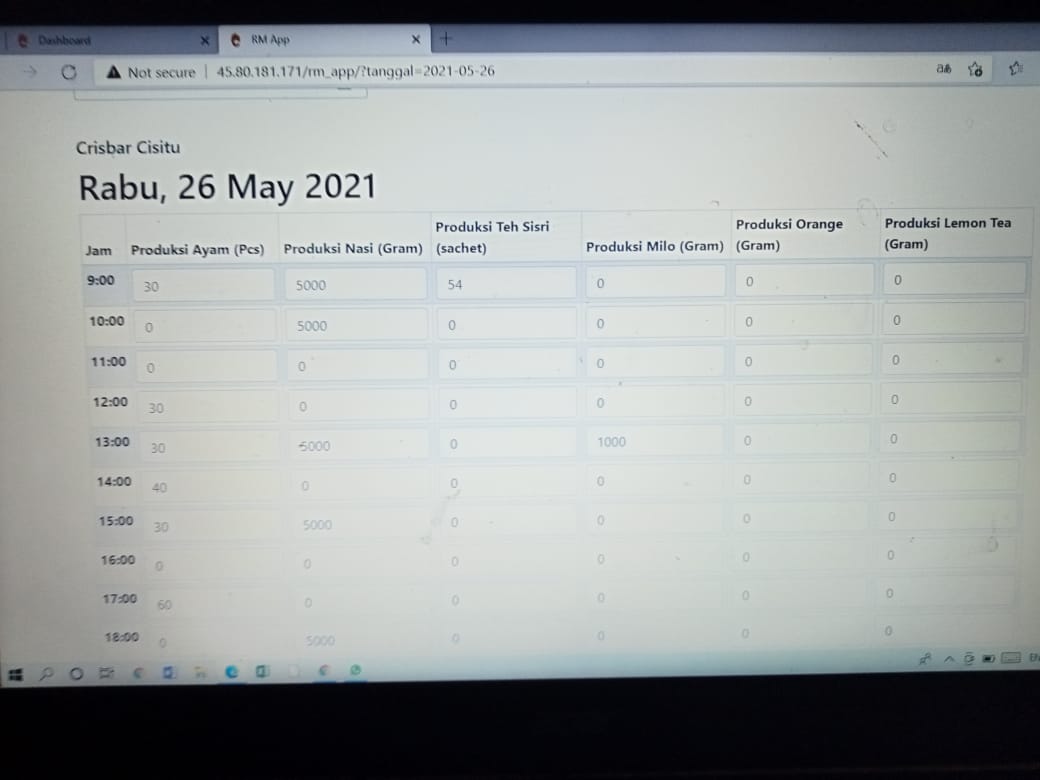 Dashboard RM App
Not secure 45.80.181.171/rm_app/?tanggal=2021-05-26
Crisbar Cisitu
Rabu, 26 May 2021
Jam Produksi Ayam (Pcs) Produksi Nasi (Gram) Produksi Teh Sisri (sachet) Produksi Milo (Gram) Produksi Orange (Gram) Produksi Lemon Tea (Gram)
9:00 30 5000 54 0 0 0
10:00 0 5000 0 0 0 0
11:00 0 0 0 0 0 0
12:00 30 0 0 0 0 0
13:00 30 5000 0 1000 0 0
14:00 40 0 0 0 0 0
15:00 30 5000 0 0 0 0
16:00 0 0 0 0 0 0
17:00 60 0 0 0 0 0
18:00 0 5000 0 0 0 0